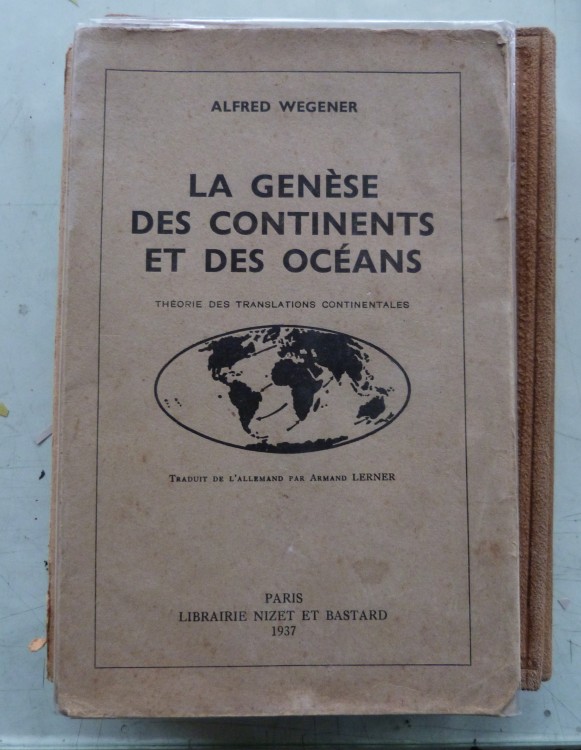 ALFRED WEGENER
LA GENÈSE
DES CONTINENTS
ET DES OCÉANS
THÉORIE DES TRANSLATIONS CONTINENTALES
TRADUIT DE L'ALLEMAND PAR ARMAND LERNER
PARIS
LIBRAIRIE NIZET ET BASTARD
1937